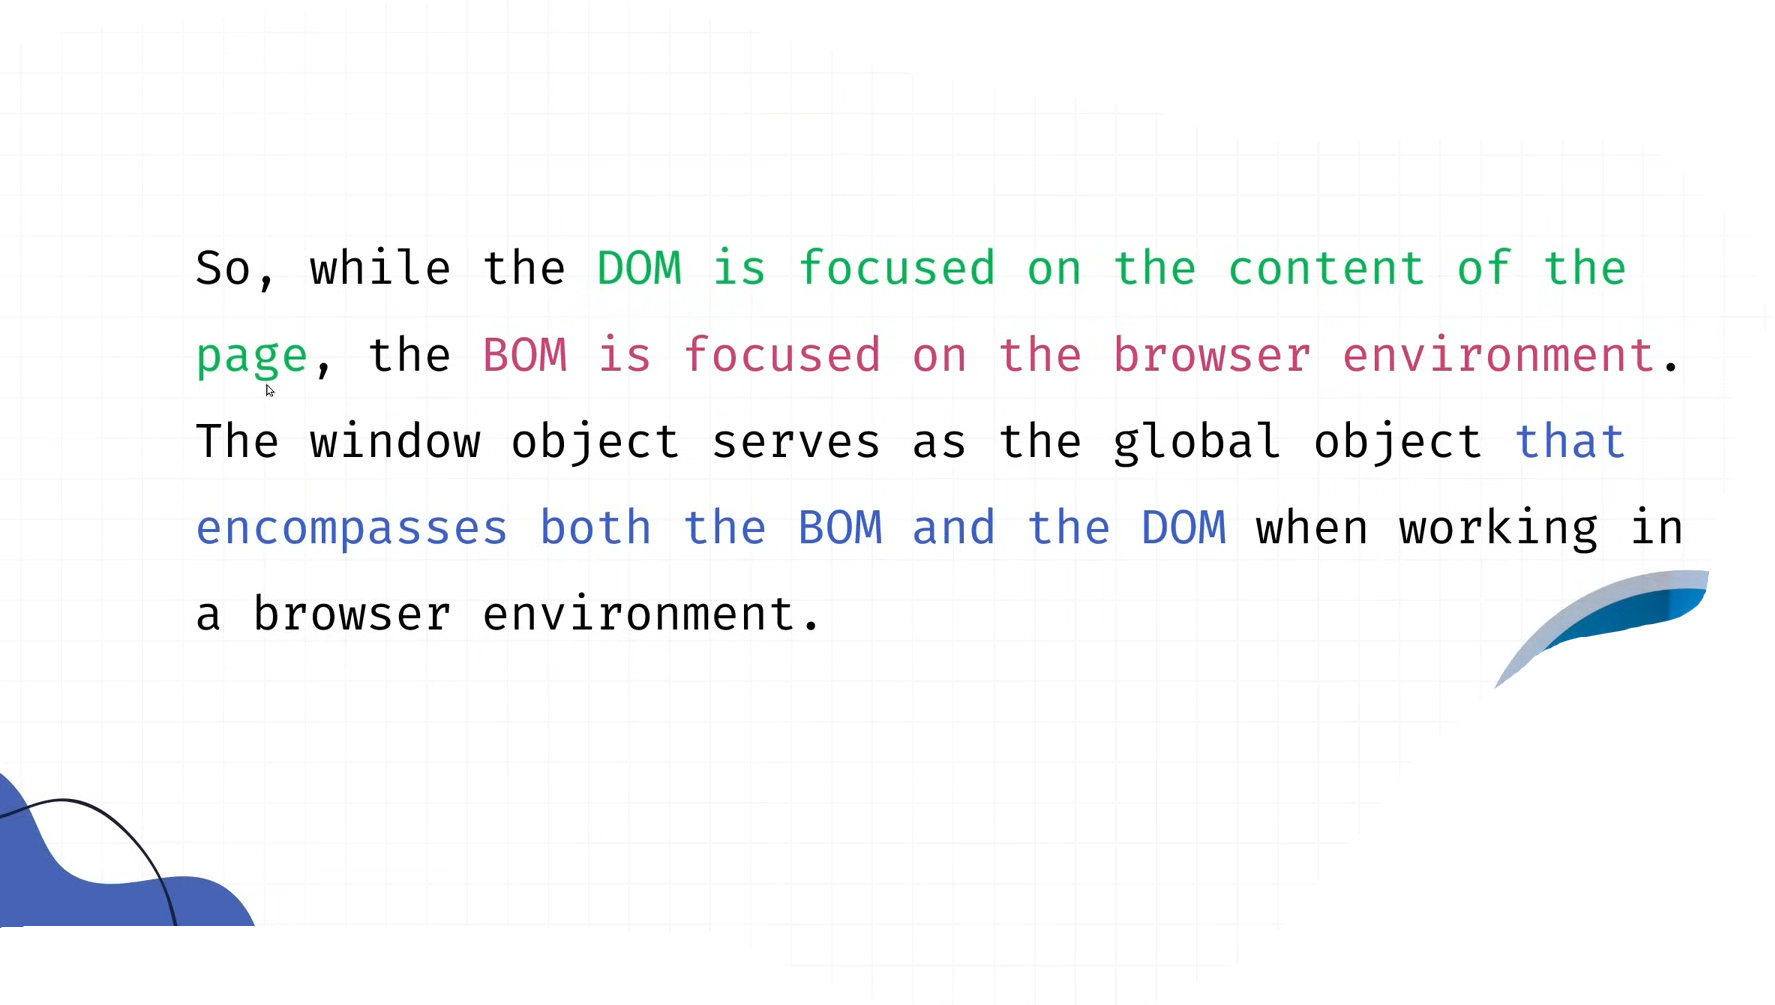 So, while the DOM is focused on the content of the
page, the BOM is focused on the browser environment.
The window object serves as the global object that
encompasses both the BOM and the DOM when working in
a browser environment.